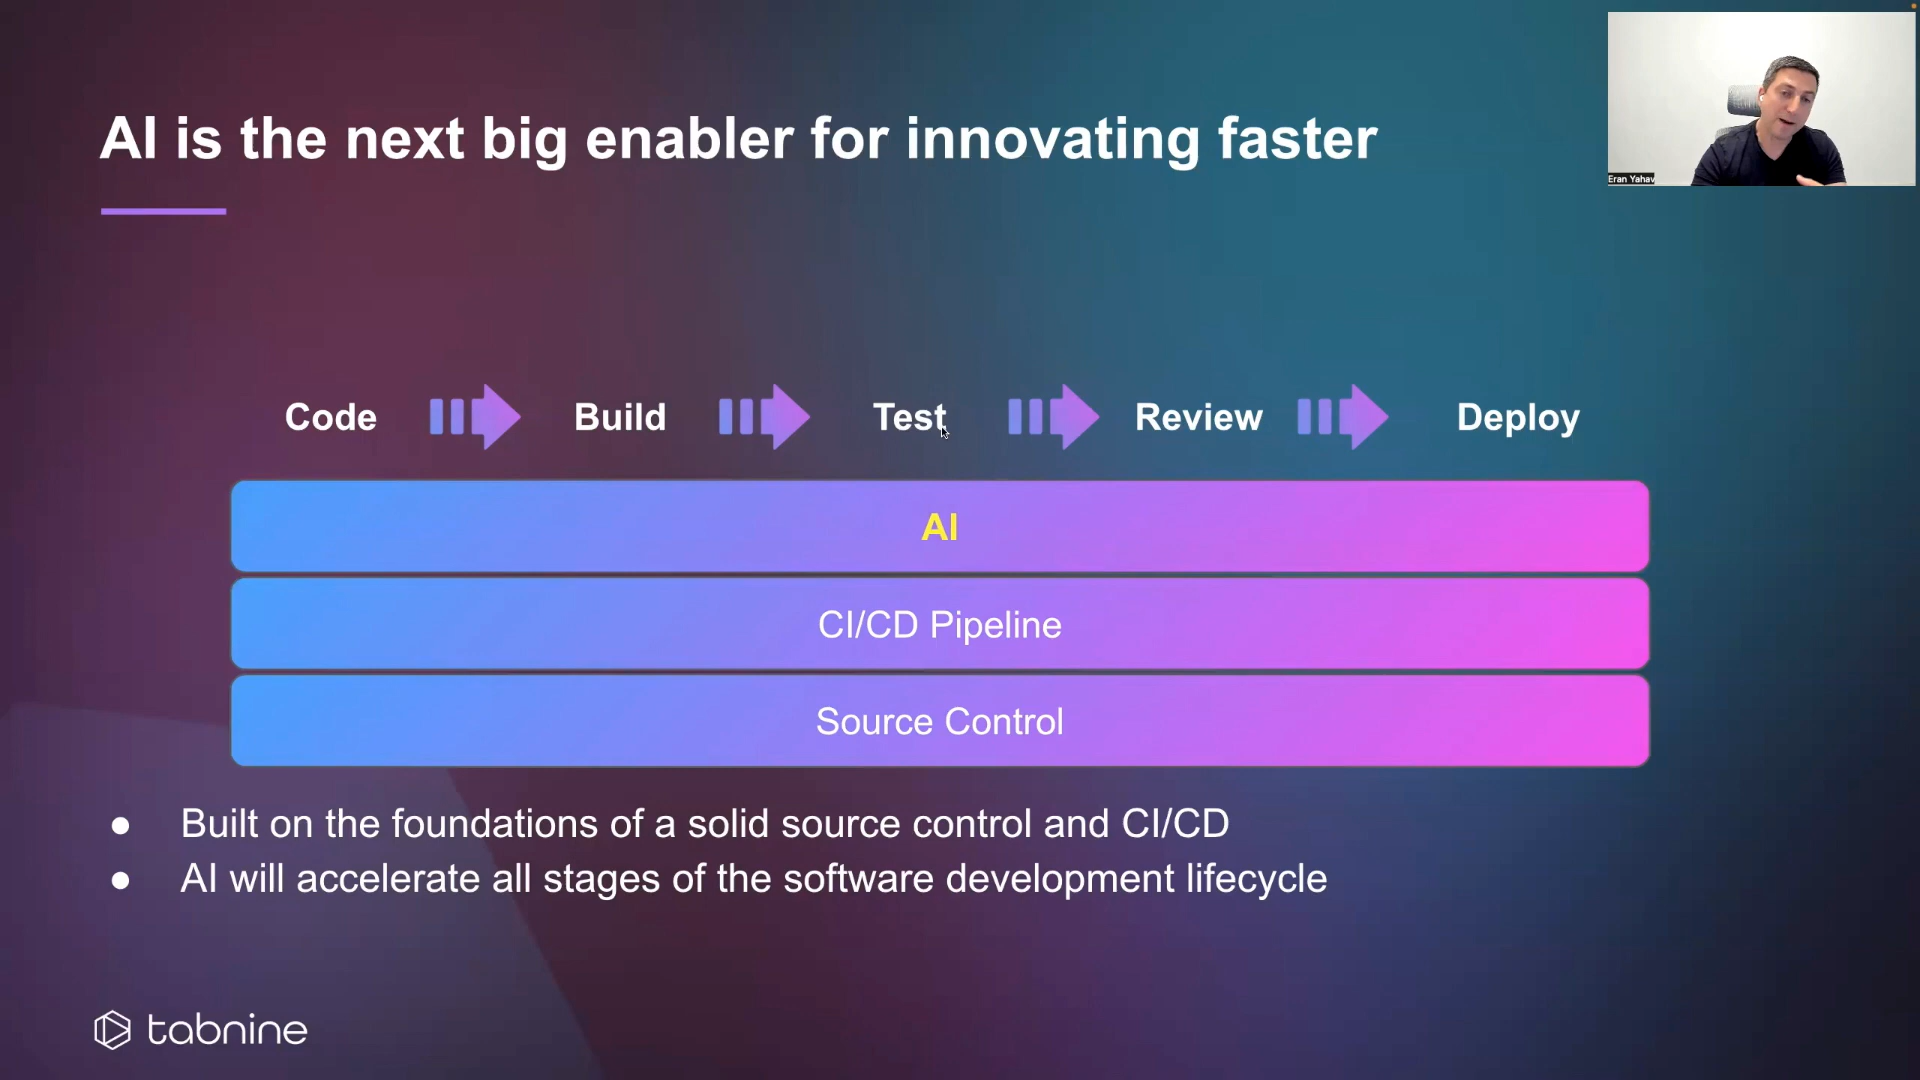 AI is the next big enabler for innovating faster
Eran Yahav
Code Build Test Review Deploy
AI
CI/CD Pipeline
Source Control
● Built on the foundations of a solid source control and CI/CD
● AI will accelerate all stages of the software development lifecycle
tabnine